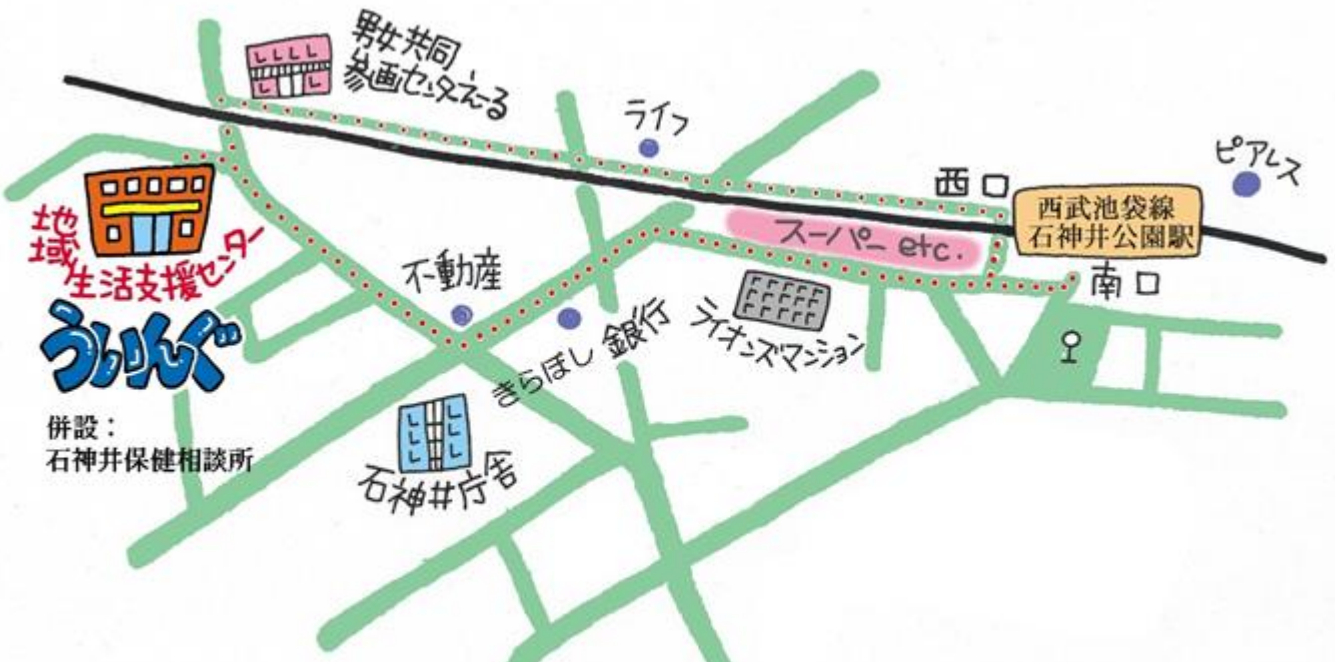 男女共同
参画センターえーる
ライフ
ピアレス
西口
西武池袋線
石神井公園駅
南口
スーパー etc.
ライオンズマンション
不動産
きらぼし銀行
地域
生活支援センター
ういんぐ
併設：
石神井保健相談所
石神井庁舎